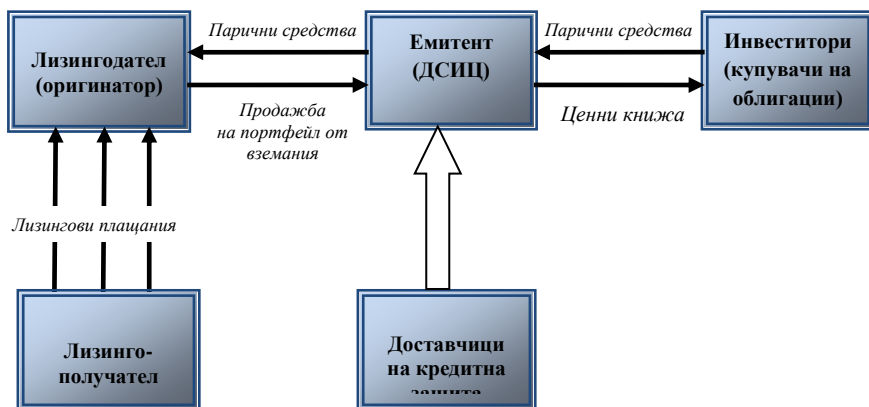 Парични средства
Парични средства
Лизингодател
(оригинатор)
Емитент
(ДСИЦ)
Инвеститори
(купувачи на
облигации)
Продажба
на портфейл от
вземания
Ценни книжа
Лизингови плащания
Лизинго-
получател
Доставчици
на кредитна
защита